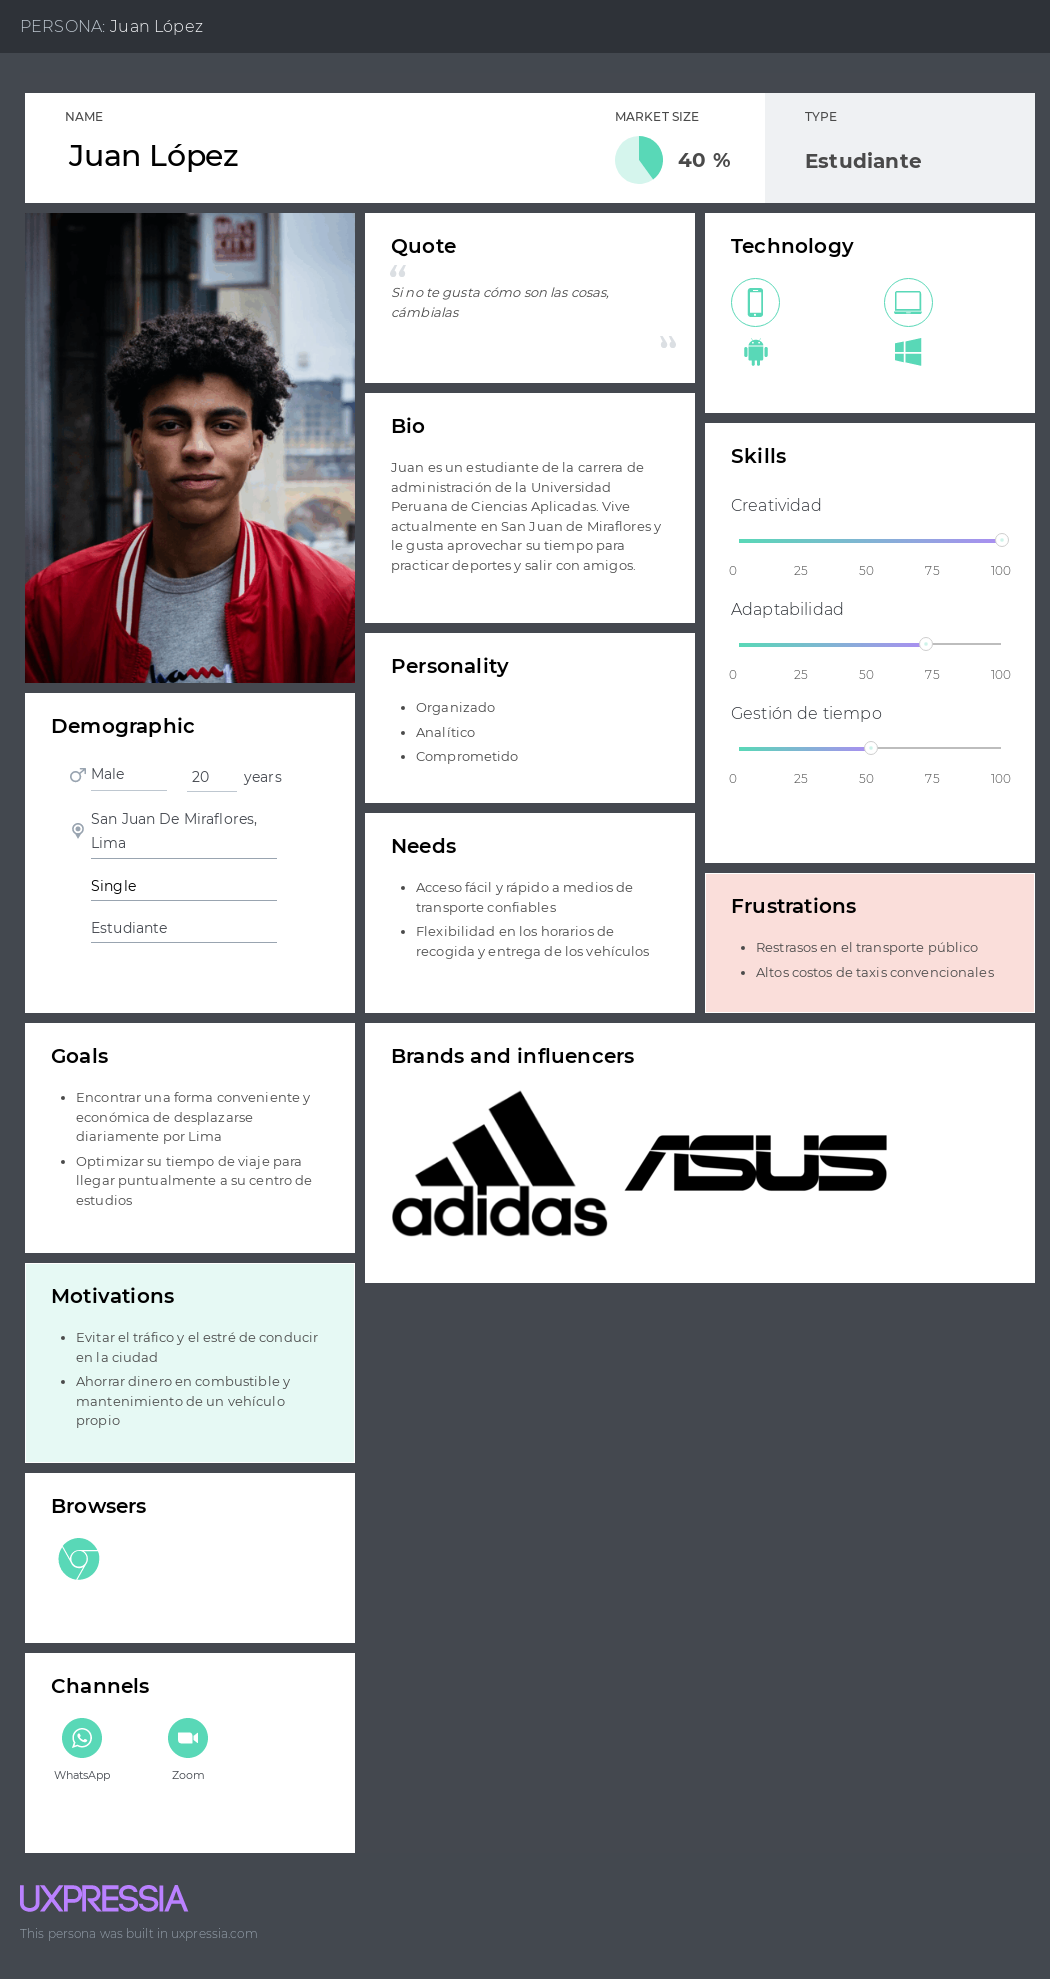 PERSONA: Juan López
NAME
Juan López
MARKET SIZE
40 %
TYPE
Estudiante
Quote
“
Si no te gusta cómo son las cosas,
cámbialas
”
Bio
Juan es un estudiante de la carrera de
administración de la Universidad
Peruana de Ciencias Aplicadas. Vive
actualmente en San Juan de Miraflores y
le gusta aprovechar su tiempo para
practicar deportes y salir con amigos.
Personality
• Organizado
• Analítico
• Comprometido
Needs
• Acceso fácil y rápido a medios de
transporte confiables
• Flexibilidad en los horarios de
recogida y entrega de los vehículos
Technology
Skills
Creatividad
0 25 50 75 100
Adaptabilidad
0 25 50 75 100
Gestión de tiempo
0 25 50 75 100
Frustrations
• Restrasos en el transporte público
• Altos costos de taxis convencionales
Demographic
Male 20 years
San Juan De Miraflores,
Lima
Single
Estudiante
Goals
• Encontrar una forma conveniente y
económica de desplazarse
diariamente por Lima
• Optimizar su tiempo de viaje para
llegar puntualmente a su centro de
estudios
Brands and influencers
adidas
ASUS
Motivations
• Evitar el tráfico y el estré de conducir
en la ciudad
• Ahorrar dinero en combustible y
mantenimiento de un vehículo
propio
Browsers
Channels
WhatsApp
Zoom
UXPRESSIA
This persona was built in uxpressia.com